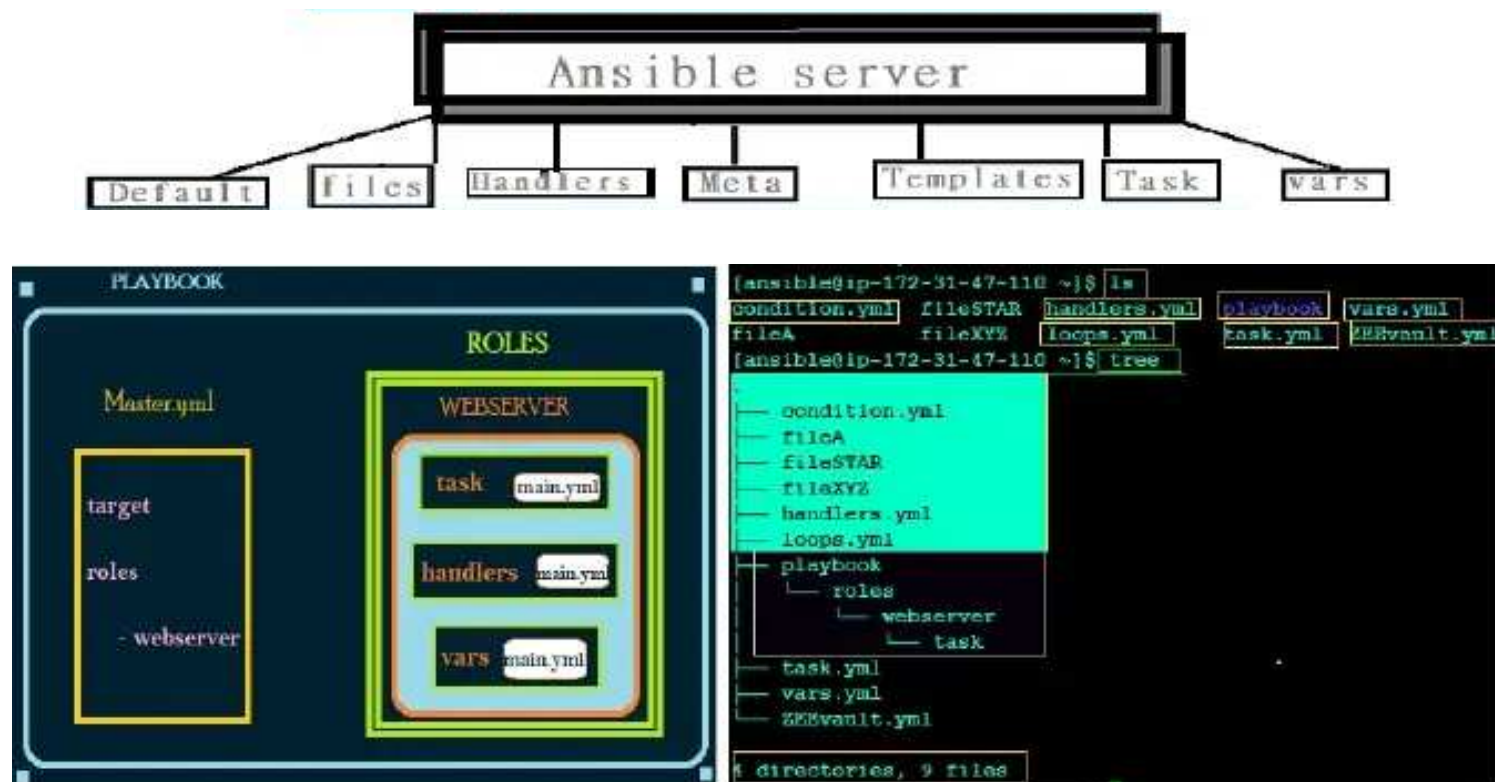 Ansible server
Default files Handlers Meta Templates Task vars
PLAYBOOK
ROLES
Master.yml
WEBSERVER
target
roles
- webserver
task main.yml
handlers main.yml
vars main.yml
[ansible@ip-172-31-47-110 ~]$ ls
condition.yml fileSTAR handlers.yml playbook vars.yml
fileA fileXYZ loops.yml task.yml ZEEvault.yml
[ansible@ip-172-31-47-110 ~]$ tree
.
├── condition.yml
├── fileA
├── fileSTAR
├── fileXYZ
├── handlers.yml
├── loops.yml
├── playbook
│   └── roles
│       └── webserver
│           └── task
├── task.yml
├── vars.yml
└── ZEEvault.yml
4 directories, 9 files